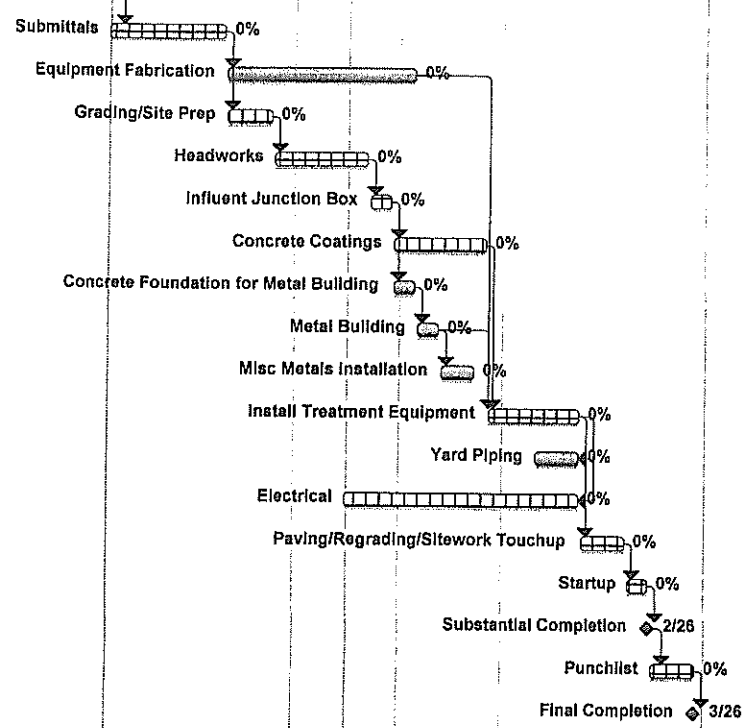 Submittals 0%
Equipment Fabrication 0%
Grading/Site Prep 0%
Headworks 0%
Influent Junction Box 0%
Concrete Coatings 0%
Concrete Foundation for Metal Building 0%
Metal Building 0%
Misc Metals Installation 0%
Install Treatment Equipment 0%
Yard Piping 0%
Electrical 0%
Paving/Regrading/Sitework Touchup 0%
Startup 0%
Substantial Completion 2/26
Punchlist 0%
Final Completion 3/26